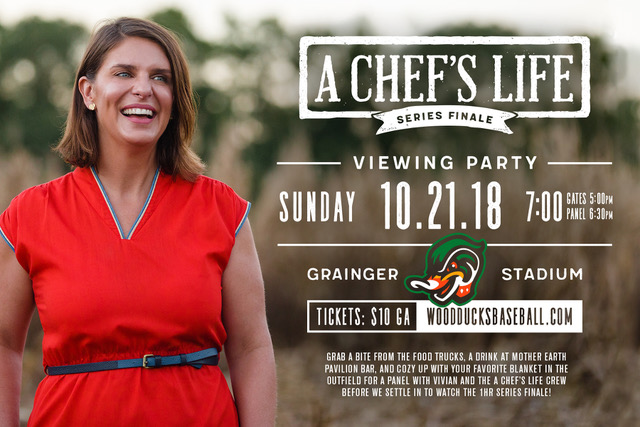 A CHEF'S LIFE
SERIES FINALE
VIEWING PARTY
SUNDAY 10.21.18 7:00 GATES 5:00PM
PANEL 6:30PM
GRAINGER STADIUM
TICKETS: $10 GA WOODDUCKSBASEBALL.COM
GRAB A BITE FROM THE FOOD TRUCKS, A DRINK AT MOTHER EARTH
PAVILION BAR, AND COZY UP WITH YOUR FAVORITE BLANKET IN THE
OUTFIELD FOR A PANEL WITH VIVIAN AND THE A CHEF'S LIFE CREW
BEFORE WE SETTLE IN TO WATCH THE 1HR SERIES FINALE!